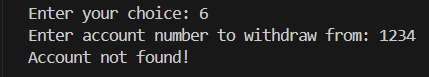 Enter your choice: 6
Enter account number to withdraw from: 1234
Account not found!